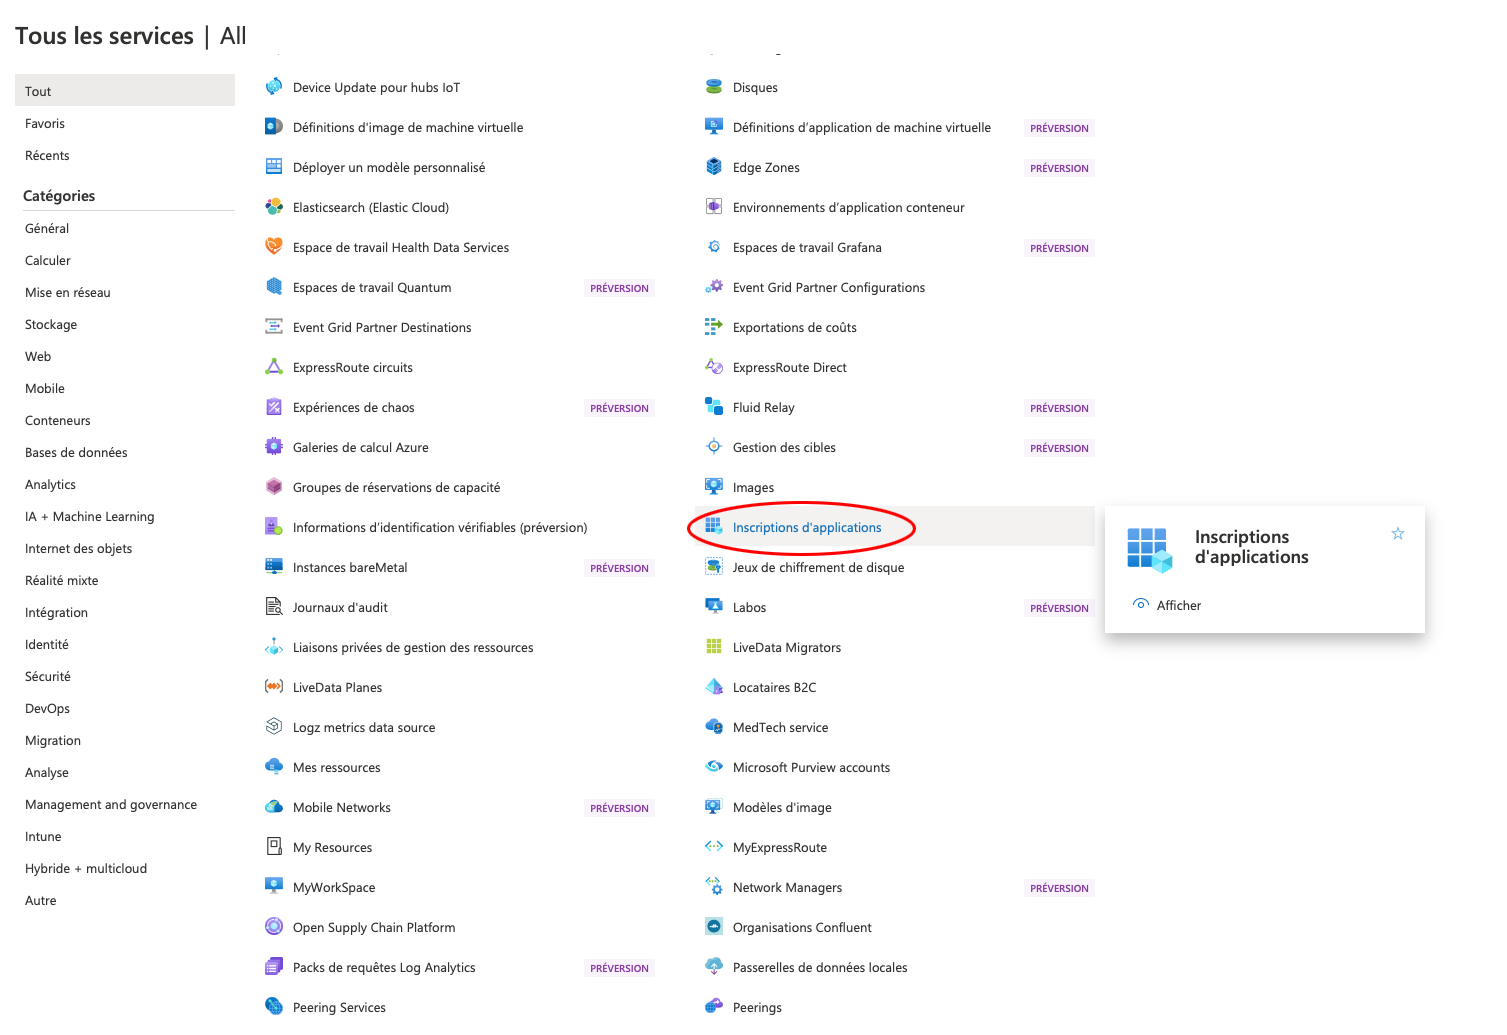 Tous les services | All
Tout
Favoris
Récents
Catégories
Général
Calculer
Mise en réseau
Stockage
Web
Mobile
Conteneurs
Bases de données
Analytics
IA + Machine Learning
Internet des objets
Réalité mixte
Intégration
Identité
Sécurité
DevOps
Migration
Analyse
Management and governance
Intune
Hybride + multicloud
Autre
Device Update pour hubs IoT
Définitions d'image de machine virtuelle
Déployer un modèle personnalisé
Elasticsearch (Elastic Cloud)
Espace de travail Health Data Services
Espaces de travail Quantum PRÉVERSION
Event Grid Partner Destinations
ExpressRoute circuits
Expériences de chaos PRÉVERSION
Galeries de calcul Azure
Groupes de réservations de capacité
Informations d’identification vérifiables (préversion)
Instances bareMetal PRÉVERSION
Journaux d'audit
Liaisons privées de gestion des ressources
LiveData Planes
Logz metrics data source
Mes ressources
Mobile Networks PRÉVERSION
My Resources
MyWorkSpace
Open Supply Chain Platform
Packs de requêtes Log Analytics PRÉVERSION
Peering Services
Disques
Définitions d’application de machine virtuelle PRÉVERSION
Edge Zones PRÉVERSION
Environnements d’application conteneur
Espaces de travail Grafana PRÉVERSION
Event Grid Partner Configurations
Exportations de coûts
ExpressRoute Direct
Fluid Relay PRÉVERSION
Gestion des cibles PRÉVERSION
Images
Inscriptions d'applications
Jeux de chiffrement de disque
Labos PRÉVERSION
LiveData Migrators
Locataires B2C
MedTech service
Microsoft Purview accounts
Modèles d'image
MyExpressRoute
Network Managers PRÉVERSION
Organisations Confluent
Passerelles de données locales
Peerings
Inscriptions
d'applications
Afficher